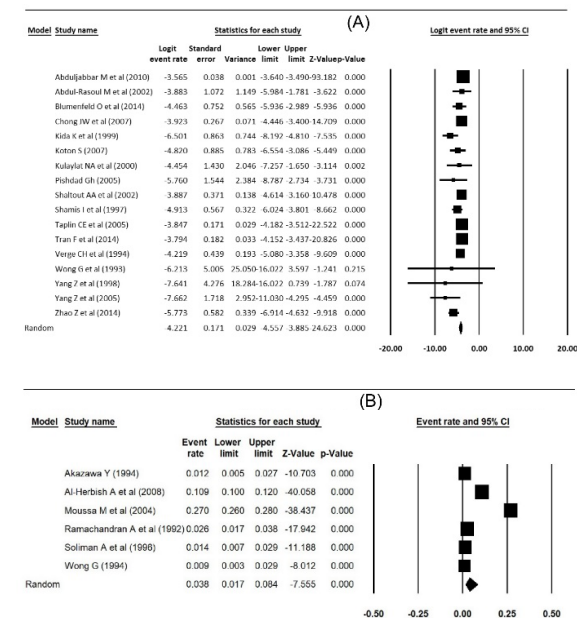 (A)
Model Study name Statistics for each study Logit event rate and 95% CI
Logit Standard Lower Upper
event rate error Variance limit limit Z-Value p-Value
Abduljabbar M et al (2010) -3.565 0.038 0.001 -3.640 -3.490 -93.182 0.000
Abdul-Rasoul M et al (2002) -3.883 1.072 1.149 -5.984 -1.781 -3.622 0.000
Blumenfeld O et al (2014) -4.463 0.752 0.565 -5.936 -2.989 -5.936 0.000
Chong JW et al (2007) -3.923 0.267 0.071 -4.446 -3.400 -14.709 0.000
Kida K et al (1999) -6.501 0.863 0.744 -8.192 -4.810 -7.535 0.000
Koton S (2007) -4.820 0.885 0.783 -6.554 -3.086 -5.449 0.000
Kulaylat NA et al (2000) -4.454 1.430 2.046 -7.257 -1.650 -3.114 0.002
Pishdad Gh (2005) -5.760 1.544 2.384 -8.787 -2.734 -3.731 0.000
Shaltout AA et al (2002) -3.887 0.371 0.138 -4.614 -3.160 -10.478 0.000
Shamis I et al (1997) -4.913 0.567 0.322 -6.024 -3.801 -8.662 0.000
Taplin CE et al (2005) -3.847 0.171 0.029 -4.182 -3.512 -22.522 0.000
Tran F et al (2014) -3.794 0.182 0.033 -4.152 -3.437 -20.826 0.000
Verge CH et al (1994) -4.219 0.439 0.193 -5.080 -3.358 -9.609 0.000
Wong G et al (1993) -6.213 5.005 25.050 -16.022 3.597 -1.241 0.215
Yang Z et al (1998) -7.641 4.276 18.284 -16.022 0.739 -1.787 0.074
Yang Z et al (2005) -7.662 1.718 2.952 -11.030 -4.295 -4.459 0.000
Zhao Z et al (2014) -5.773 0.582 0.339 -6.914 -4.632 -9.918 0.000
Random -4.221 0.171 0.029 -4.557 -3.885 24.623 0.000
-20.00 -10.00 0.00 10.00 20.00
(B)
Model Study name Statistics for each study Event rate and 95% CI
Event Lower Upper
rate limit limit Z-Value p-Value
Akazawa Y (1994) 0.012 0.005 0.027 -10.703 0.000
Al-Herbish A et al (2008) 0.109 0.100 0.120 -40.058 0.000
Moussa M et al (2004) 0.270 0.260 0.280 -38.437 0.000
Ramachandran A et al (1992) 0.026 0.017 0.038 -17.942 0.000
Soliman A et al (1996) 0.014 0.007 0.029 -11.188 0.000
Wong G (1994) 0.009 0.003 0.029 -8.012 0.000
Random 0.038 0.017 0.084 -7.555 0.000
-0.50 0.00 0.25 0.50